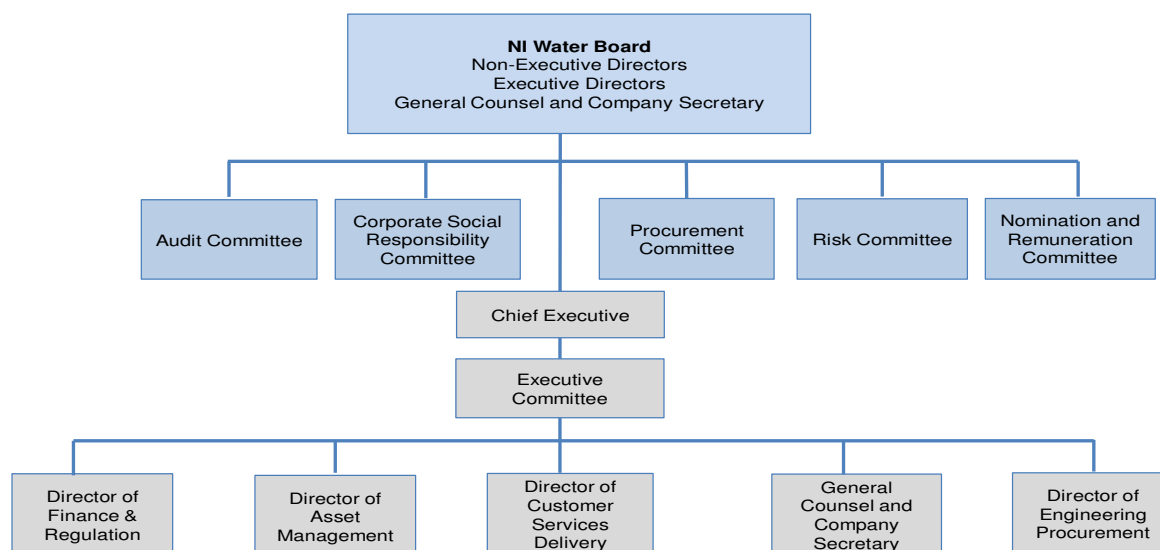 NI Water Board
Non-Executive Directors
Executive Directors
General Counsel and Company Secretary
Audit Committee
Corporate Social
Responsibility
Committee
Procurement
Committee
Risk Committee
Nomination and
Remuneration
Committee
Chief Executive
Executive
Committee
Director of
Finance &
Regulation
Director of
Asset
Management
Director of
Customer
Services
Delivery
General
Counsel and
Company
Secretary
Director of
Engineering
Procurement